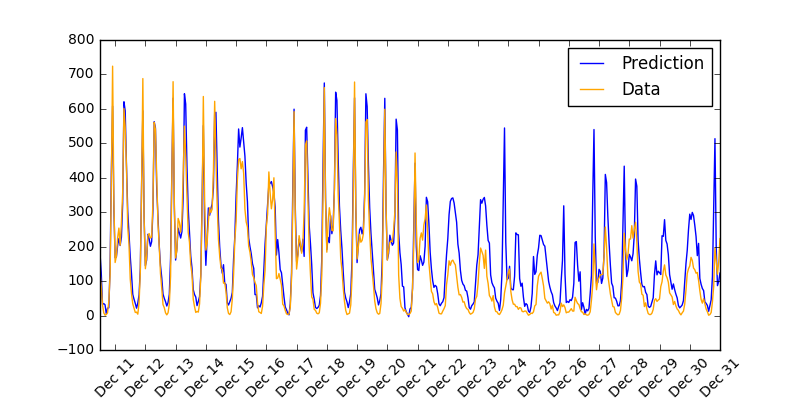 800
700
600
500
400
300
200
100
0
−100
Prediction
Data
Dec 11
Dec 12
Dec 13
Dec 14
Dec 15
Dec 16
Dec 17
Dec 18
Dec 19
Dec 20
Dec 21
Dec 22
Dec 23
Dec 24
Dec 25
Dec 26
Dec 27
Dec 28
Dec 29
Dec 30
Dec 31